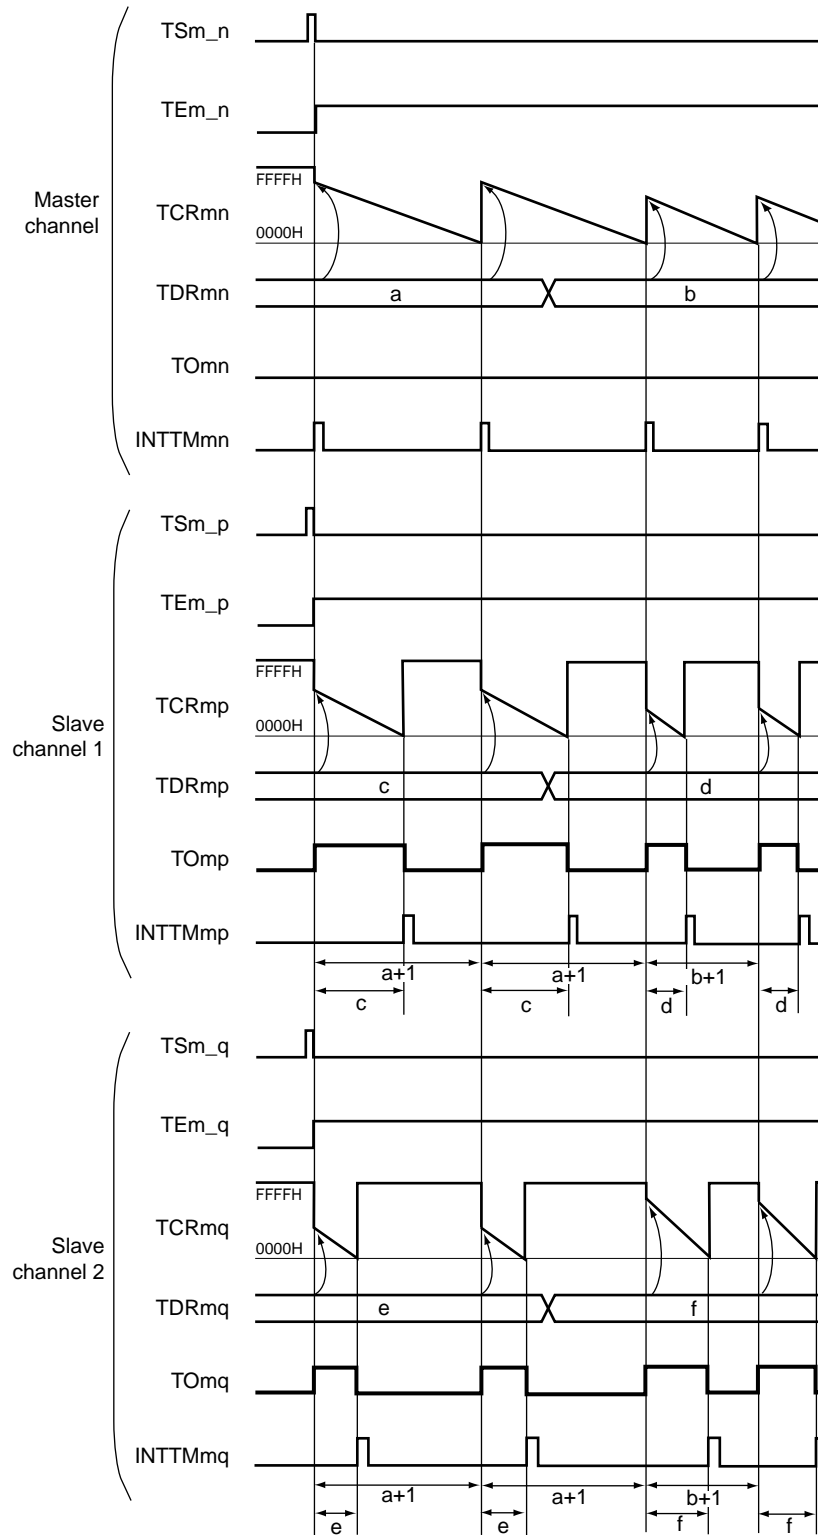 TSm_n
TEm_n
FFFFH
Master
channel
TCRmn
0000H
TDRmn
a
b
TOmn
INTTMmn
TSm_p
TEm_p
FFFFH
TCRmp
Slave
channel 1
0000H
TDRmp
c
d
TOmp
INTTMmp
a+1
a+1
b+1
c
c
d
d
TSm_q
TEm_q
FFFFH
TCRmq
Slave
channel 2
0000H
TDRmq
e
f
TOmq
INTTMmq
a+1
a+1
b+1
e
e
f
f